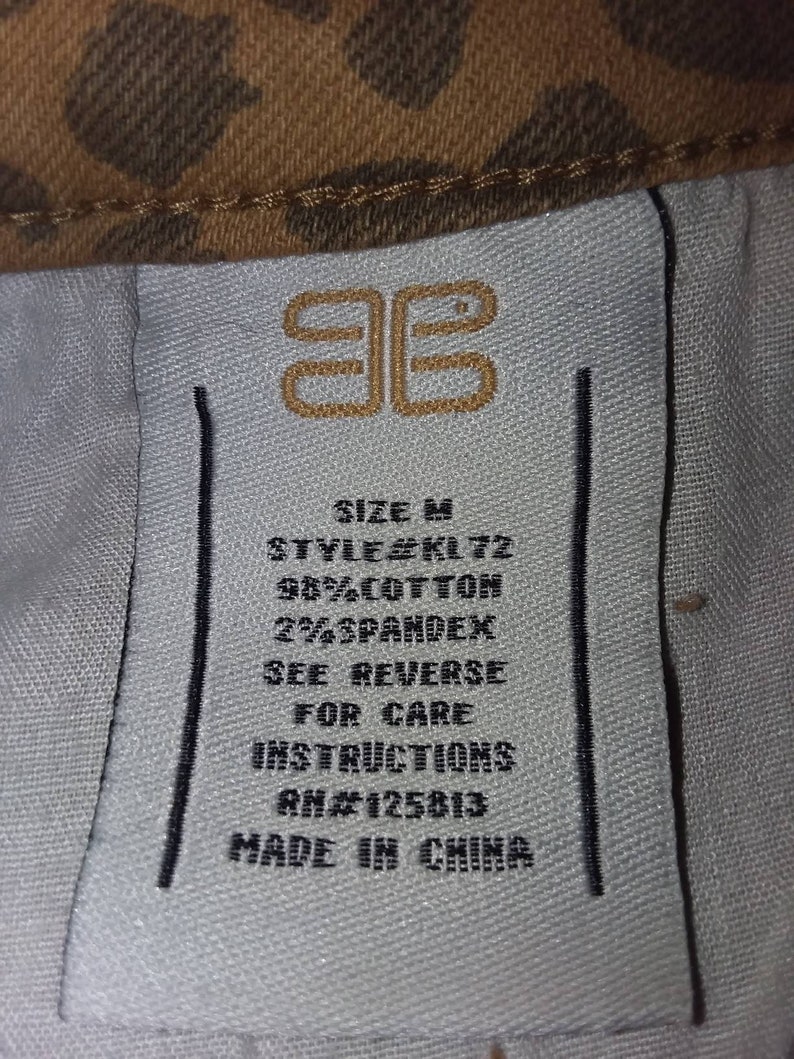 SIZE M
STYLE#KL72
98%COTTON
2%SPANDEX
SEE REVERSE
FOR CARE
INSTRUCTIONS
RN#125813
MADE IN CHINA